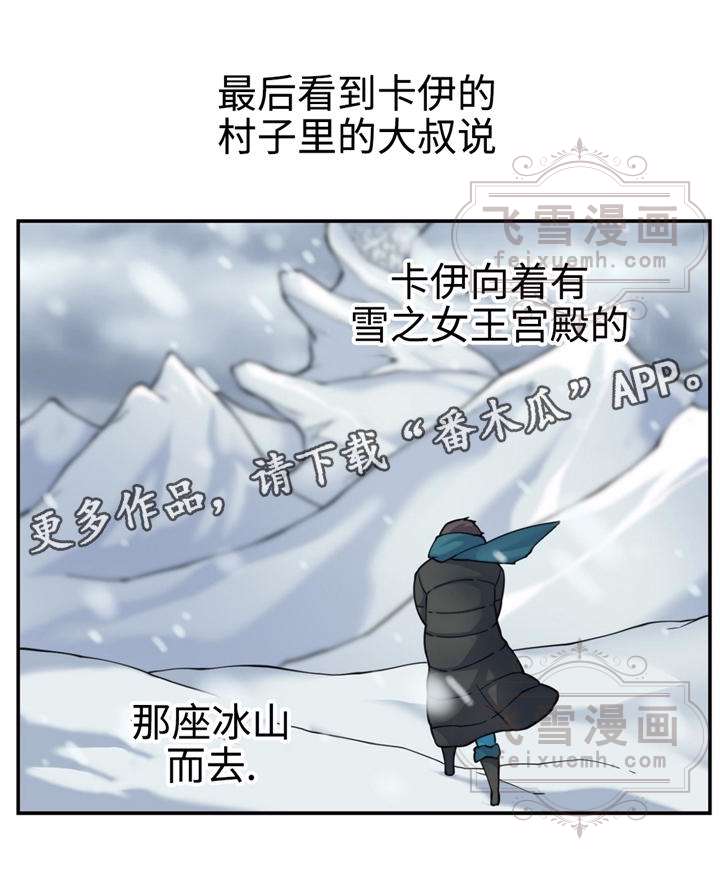 最后看到卡伊的
村子里的大叔说
飞雪漫画
feixuemh.com
卡伊向着有
雪之女王宫殿的
更多作品，请下载“番木瓜”APP。
那座冰山
而去.
飞雪漫画
feixuemh.com